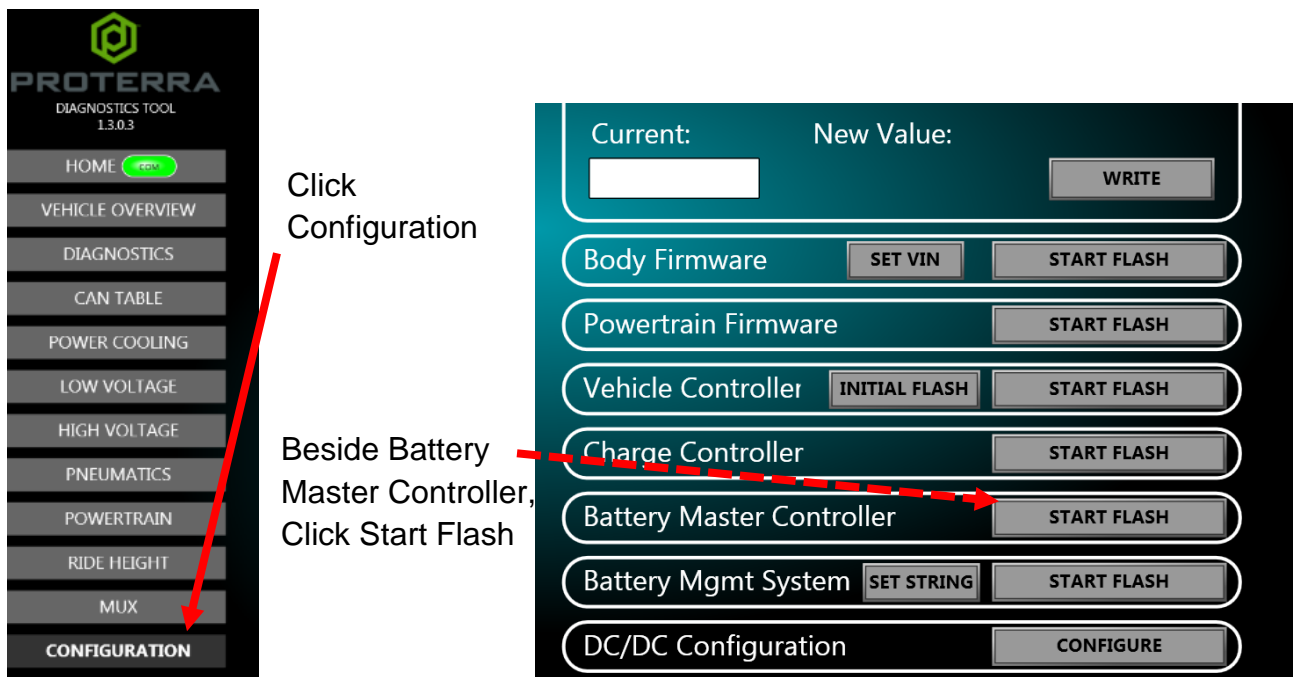 PROTERRA
DIAGNOSTICS TOOL
1.3.0.3
HOME COM
VEHICLE OVERVIEW
DIAGNOSTICS
CAN TABLE
POWER COOLING
LOW VOLTAGE
HIGH VOLTAGE
PNEUMATICS
POWERTRAIN
RIDE HEIGHT
MUX
CONFIGURATION
Click
Configuration
Beside Battery
Master Controller,
Click Start Flash
Current: New Value:
WRITE
Body Firmware SET VIN START FLASH
Powertrain Firmware START FLASH
Vehicle Controller INITIAL FLASH START FLASH
Charge Controller START FLASH
Battery Master Controller START FLASH
Battery Mgmt System SET STRING START FLASH
DC/DC Configuration CONFIGURE